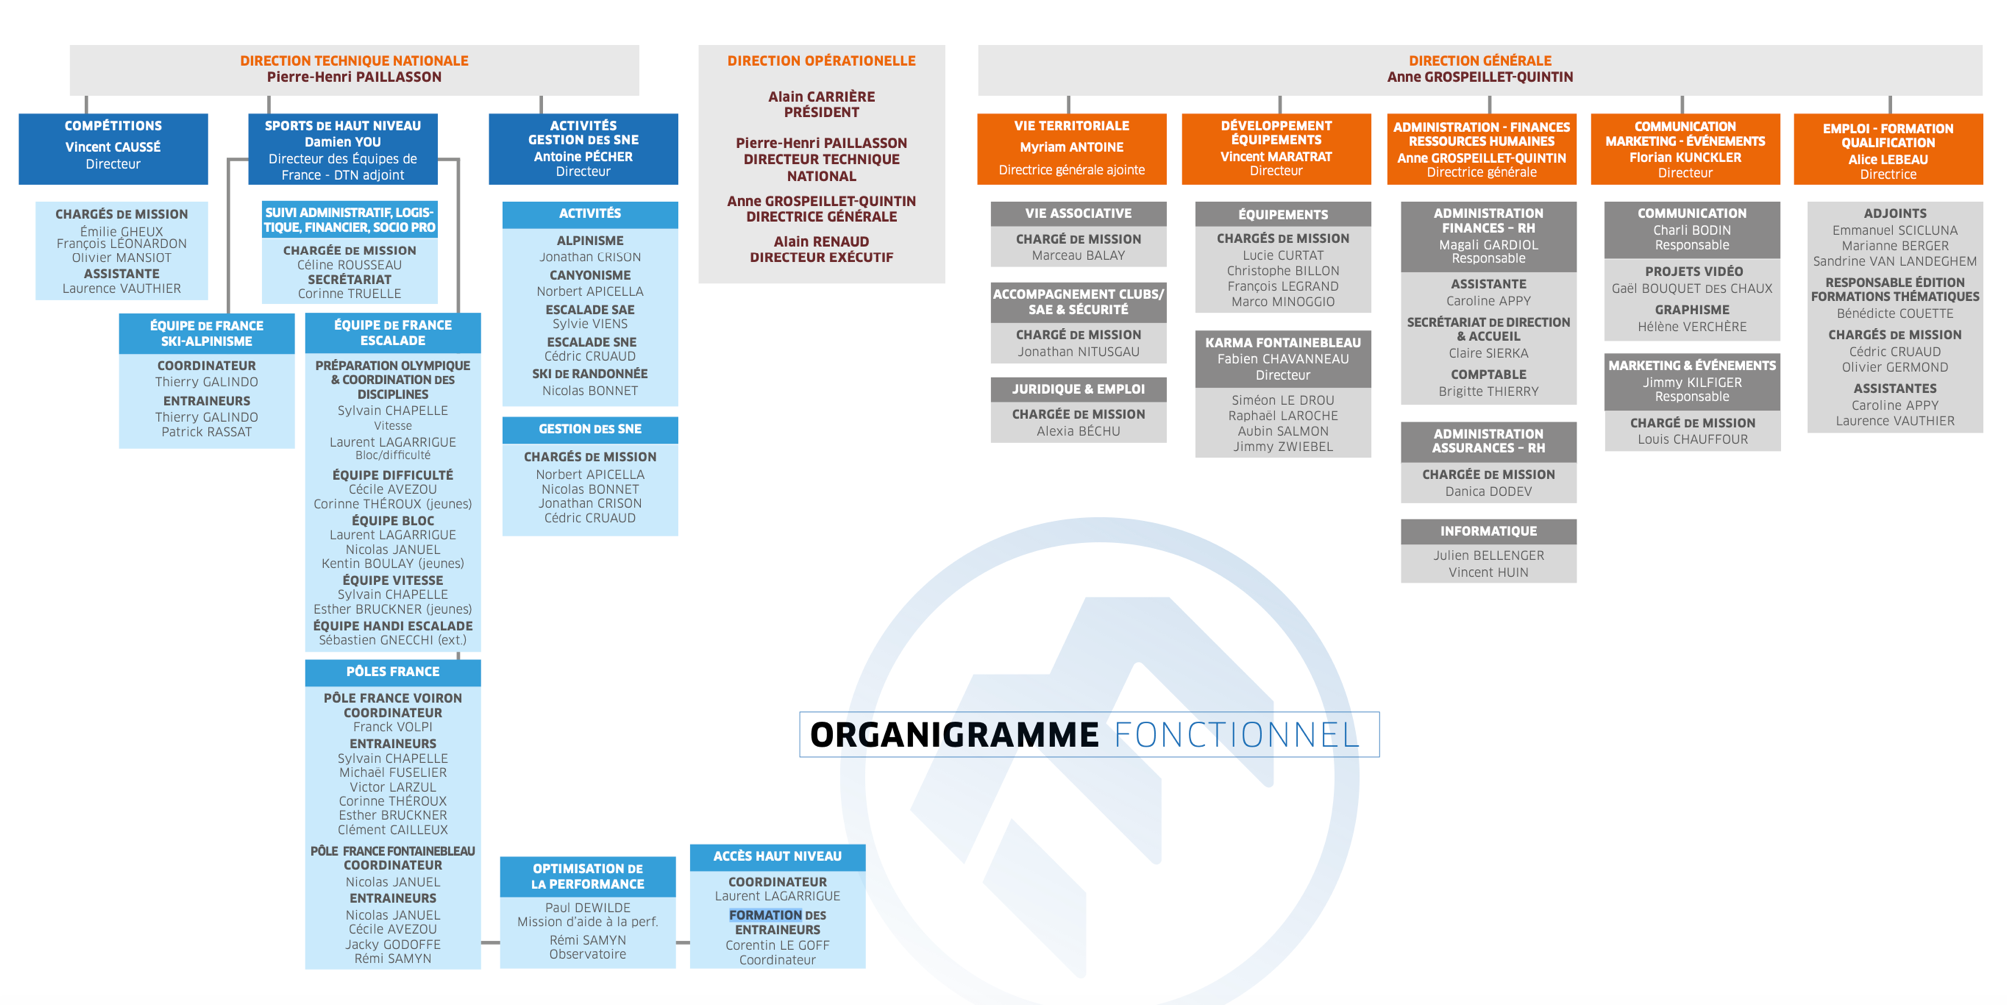 DIRECTION TECHNIQUE NATIONALE
Pierre-Henri PAILLASSON
COMPÉTITIONS
Vincent CAUSSÉ
Directeur
CHARGÉS DE MISSION
Émilie GHEUX
François LÉONARDON
Olivier MANSIOT
ASSISTANTE
Laurence VAUTHIER
SPORTS DE HAUT NIVEAU
Damien YOU
Directeur des Équipes de
France - DTN adjoint
SUIVI ADMINISTRATIF, LOGIS-
TIQUE, FINANCIER, SOCIO PRO
CHARGÉE DE MISSION
Céline ROUSSEAU
SECRÉTARIAT
Corinne TRUELLE
ÉQUIPE DE FRANCE
SKI-ALPINISME
COORDINATEUR
Thierry GALINDO
ENTRAINEURS
Thierry GALINDO
Patrick RASSAT
ÉQUIPE DE FRANCE
ESCALADE
PRÉPARATION OLYMPIQUE
& COORDINATION DES
DISCIPLINES
Sylvain CHAPELLE
Vitesse
Laurent LAGARRIGUE
Bloc/difficulté
ÉQUIPE DIFFICULTÉ
Cécile AVEZOU
Corinne THÉROUX (jeunes)
ÉQUIPE BLOC
Laurent LAGARRIGUE
Nicolas JANUEL
Kentin BOULAY (jeunes)
ÉQUIPE VITESSE
Sylvain CHAPELLE
Esther BRUCKNER (jeunes)
ÉQUIPE HANDI ESCALADE
Sébastien GNECCHI (ext.)
PÔLES FRANCE
PÔLE FRANCE VOIRON
COORDINATEUR
Franck VOLPI
ENTRAINEURS
Sylvain CHAPELLE
Michaël FUSELIER
Victor LARZUL
Corinne THÉROUX
Esther BRUCKNER
Clément CAILLEUX
PÔLE FRANCE FONTAINEBLEAU
COORDINATEUR
Nicolas JANUEL
ENTRAINEURS
Nicolas JANUEL
Cécile AVEZOU
Jacky GODOFFE
Rémi SAMYN
OPTIMISATION DE
LA PERFORMANCE
Paul DEWILDE
Mission d'aide à la perf.
Rémi SAMYN
Observatoire
ACCÈS HAUT NIVEAU
COORDINATEUR
Laurent LAGARRIGUE
FORMATION DES
ENTRAINEURS
Corentin LE GOFF
Coordinateur
ACTIVITÉS
GESTION DES SNE
Antoine PÉCHER
Directeur
ACTIVITÉS
ALPINISME
Jonathan CRISON
CANYONISME
Norbert APICELLA
ESCALADE SAE
Sylvie VIENS
ESCALADE SNE
Cédric CRUAUD
SKI DE RANDONNÉE
Nicolas BONNET
GESTION DES SNE
CHARGÉS DE MISSION
Norbert APICELLA
Nicolas BONNET
Jonathan CRISON
Cédric CRUAUD
DIRECTION OPÉRATIONELLE
Alain CARRIÈRE
PRÉSIDENT
Pierre-Henri PAILLASSON
DIRECTEUR TECHNIQUE
NATIONAL
Anne GROSPEILLET-QUINTIN
DIRECTRICE GÉNÉRALE
Alain RENAUD
DIRECTEUR EXÉCUTIF
DIRECTION GÉNÉRALE
Anne GROSPEILLET-QUINTIN
VIE TERRITORIALE
Myriam ANTOINE
Directrice générale ajointe
VIE ASSOCIATIVE
CHARGÉ DE MISSION
Marceau BALAY
ACCOMPAGNEMENT CLUBS/
SAE & SÉCURITÉ
CHARGÉ DE MISSION
Jonathan NITUSGAU
JURIDIQUE & EMPLOI
CHARGÉE DE MISSION
Alexia BÉCHU
DÉVELOPPEMENT
ÉQUIPEMENTS
Vincent MARATRAT
Directeur
ÉQUIPEMENTS
CHARGÉS DE MISSION
Lucie CURTAT
Christophe BILLON
François LEGRAND
Marco MINOGGIO
KARMA FONTAINEBLEAU
Fabien CHAVANNEAU
Directeur
Siméon LE DROU
Raphaël LAROCHE
Aubin SALMON
Jimmy ZWIEBEL
ADMINISTRATION - FINANCES
RESSOURCES HUMAINES
Anne GROSPEILLET-QUINTIN
Directrice générale
ADMINISTRATION
FINANCES – RH
Magali GARDIOL
Responsable
ASSISTANTE
Caroline APPY
SECRÉTARIAT DE DIRECTION
& ACCUEIL
Claire SIERKA
COMPTABLE
Brigitte THIERRY
ADMINISTRATION
ASSURANCES – RH
CHARGÉE DE MISSION
Danica DODEV
INFORMATIQUE
Julien BELLENGER
Vincent HUIN
COMMUNICATION
MARKETING - ÉVÉNEMENTS
Florian KUNCKLER
Directeur
COMMUNICATION
Charli BODIN
Responsable
PROJETS VIDÉO
Gaël BOUQUET DES CHAUX
GRAPHISME
Hélène VERCHÈRE
MARKETING & ÉVÉNEMENTS
Jimmy KILFIGER
Responsable
CHARGÉ DE MISSION
Louis CHAUFFOUR
EMPLOI - FORMATION
QUALIFICATION
Alice LEBEAU
Directrice
ADJOINTS
Emmanuel SCICLUNA
Marianne BERGER
Sandrine VAN LANDEGHEM
RESPONSABLE ÉDITION
FORMATIONS THÉMATIQUES
Bénédicte COUETTE
CHARGÉS DE MISSION
Cédric CRUAUD
Olivier GERMOND
ASSISTANTES
Caroline APPY
Laurence VAUTHIER
ORGANIGRAMME FONCTIONNEL